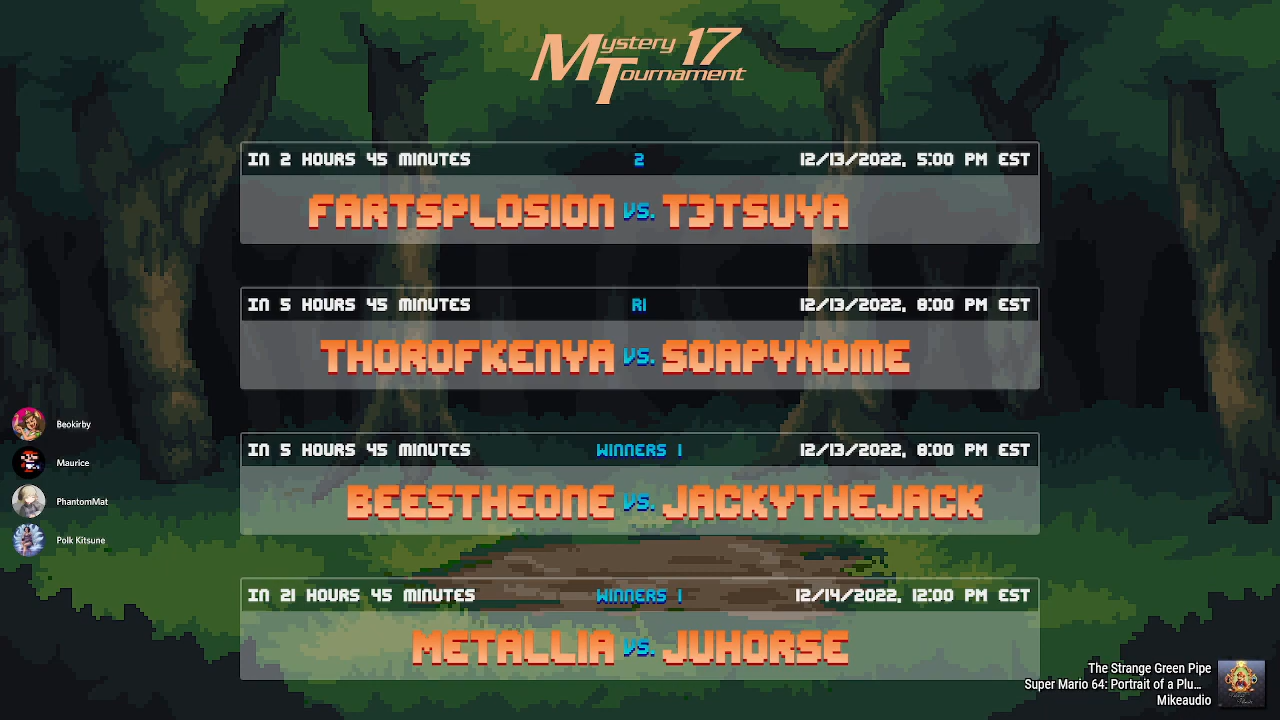 Mystery 17
Tournament
IN 2 HOURS 45 MINUTES 2 12/13/2022, 5:00 PM EST
FARTSPLOSION VS. T3TSUYA
IN 5 HOURS 45 MINUTES R1 12/13/2022, 8:00 PM EST
THOROFKENYA VS. SOAPYNOME
IN 5 HOURS 45 MINUTES WINNERS 1 12/13/2022, 8:00 PM EST
BEESTHEONE VS. JACKYTHEJACK
IN 21 HOURS 45 MINUTES WINNERS 1 12/14/2022, 12:00 PM EST
METALLIA VS. JUHORSE
Beokirby
Maurice
PhantomMat
Polk Kitsune
The Strange Green Pipe
Super Mario 64: Portrait of a Plu...
Mikeaudio